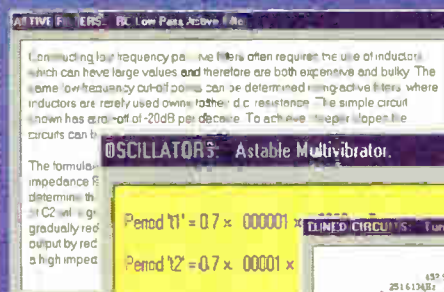 ACTIVE FILTERS: RC Low Pass Active Filter
Constructing low frequency passive filters often requires the use of inductors
which can have large values and therefore are both expensive and bulky. The
same low frequency cut-off points can be determined using active filters where
inductors are rarely used owing to their d.c. resistance. The simple circuit
shown has a roll-off of -20dB per decade. To achieve steeper slopes the
circuits can b
The formula
impedance
determine th
of C2 will g
gradually red
output by red
a high imped
OSCILLATORS: Astable Multivibrator.
Period 't1' = 0.7 x 000001 x
Period 't2' = 0.7 x 00001 x
TUNED CIRCUITS: Tun